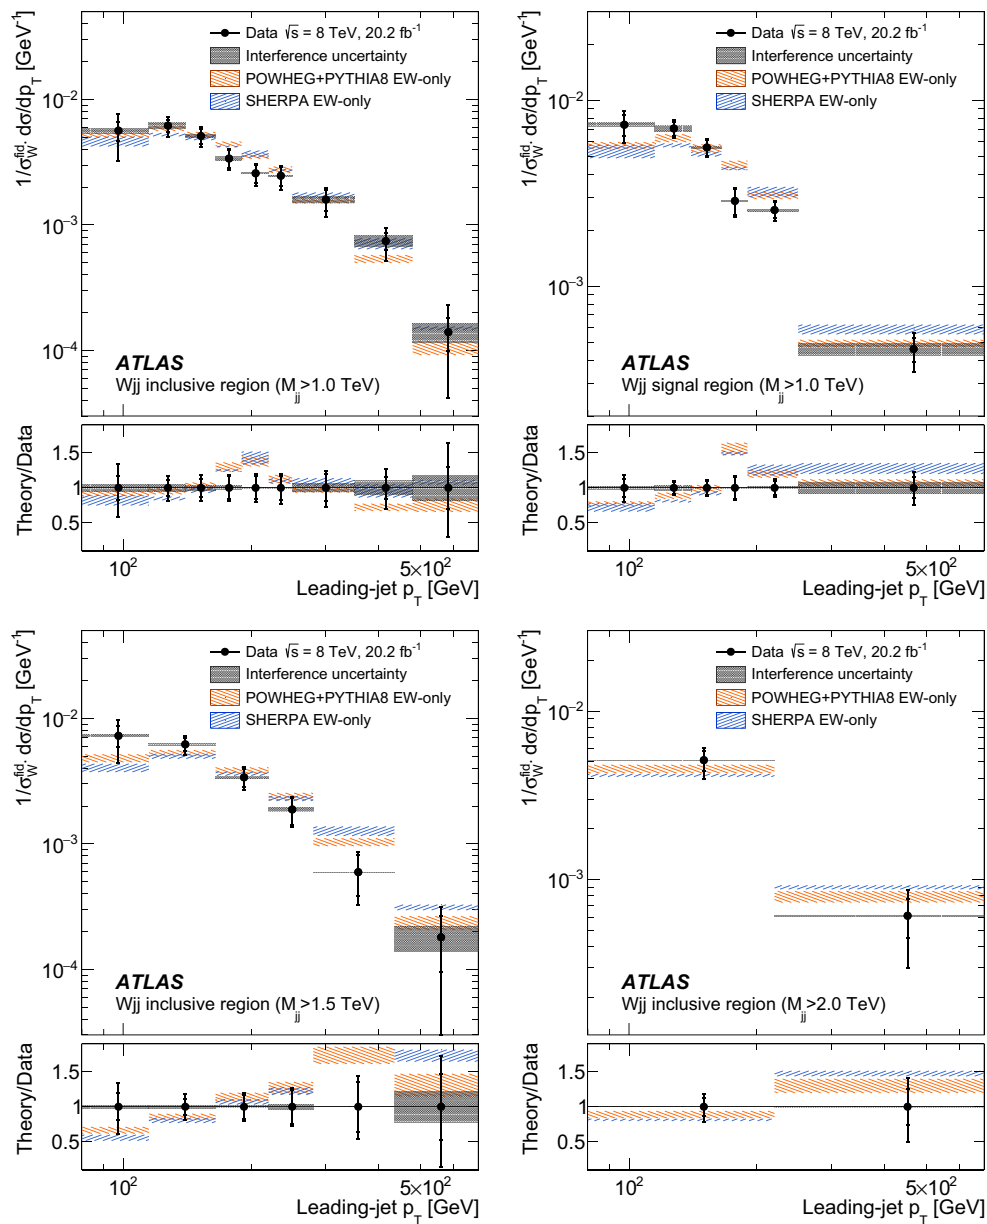 1/σ_W^fid. dσ/dp_T [GeV⁻¹]
Data √s = 8 TeV, 20.2 fb⁻¹
Interference uncertainty
POWHEG+PYTHIA8 EW-only
SHERPA EW-only
10⁻²
10⁻³
10⁻⁴
ATLAS
Wjj inclusive region (M_jj>1.0 TeV)
Theory/Data
1.5
1
0.5
10²
5×10²
Leading-jet p_T [GeV]
1/σ_W^fid. dσ/dp_T [GeV⁻¹]
Data √s = 8 TeV, 20.2 fb⁻¹
Interference uncertainty
POWHEG+PYTHIA8 EW-only
SHERPA EW-only
10⁻²
10⁻³
ATLAS
Wjj signal region (M_jj>1.0 TeV)
Theory/Data
1.5
1
0.5
10²
5×10²
Leading-jet p_T [GeV]
1/σ_W^fid. dσ/dp_T [GeV⁻¹]
Data √s = 8 TeV, 20.2 fb⁻¹
Interference uncertainty
POWHEG+PYTHIA8 EW-only
SHERPA EW-only
10⁻²
10⁻³
10⁻⁴
ATLAS
Wjj inclusive region (M_jj>1.5 TeV)
Theory/Data
1.5
1
0.5
10²
5×10²
Leading-jet p_T [GeV]
1/σ_W^fid. dσ/dp_T [GeV⁻¹]
Data √s = 8 TeV, 20.2 fb⁻¹
Interference uncertainty
POWHEG+PYTHIA8 EW-only
SHERPA EW-only
10⁻²
10⁻³
ATLAS
Wjj inclusive region (M_jj>2.0 TeV)
Theory/Data
1.5
1
0.5
10²
5×10²
Leading-jet p_T [GeV]